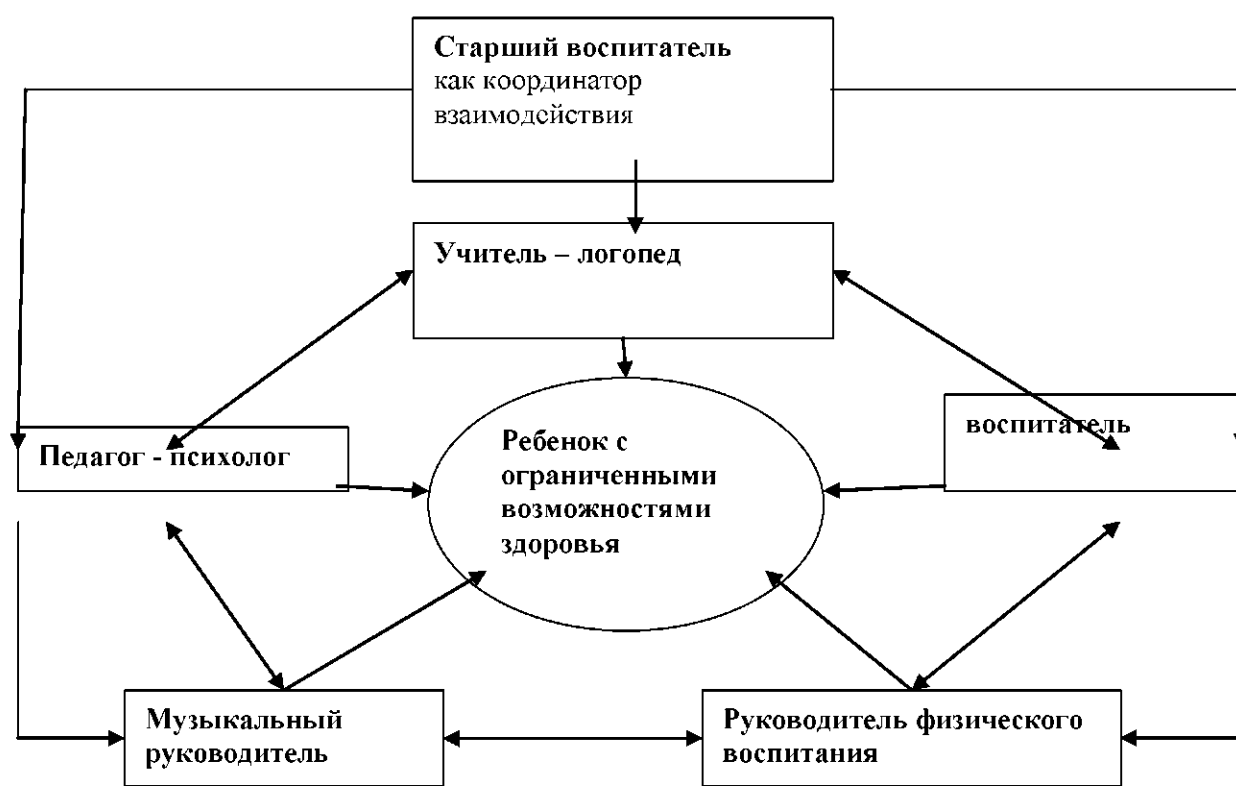 Старший воспитатель
как координатор
взаимодействия
Учитель – логопед
Педагог - психолог
воспитатель
Ребенок с
ограниченными
возможностями
здоровья
Музыкальный
руководитель
Руководитель физического
воспитания